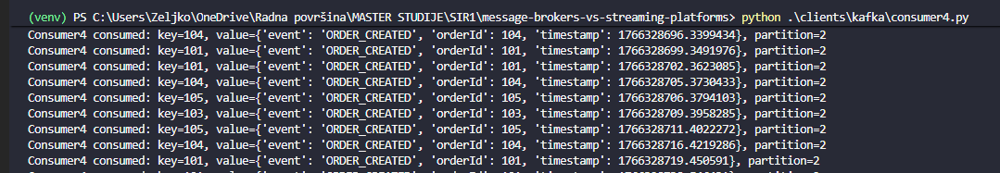 (venv) PS C:\Users\Zeljko\OneDrive\Radna površina\MASTER STUDIJE\SIR1\message-brokers-vs-streaming-platforms> python .\clients\kafka\consumer4.py
Consumer4 consumed: key=104, value={'event': 'ORDER_CREATED', 'orderId': 104, 'timestamp': 1766328696.3399434}, partition=2
Consumer4 consumed: key=101, value={'event': 'ORDER_CREATED', 'orderId': 101, 'timestamp': 1766328699.3491976}, partition=2
Consumer4 consumed: key=101, value={'event': 'ORDER_CREATED', 'orderId': 101, 'timestamp': 1766328702.3623085}, partition=2
Consumer4 consumed: key=104, value={'event': 'ORDER_CREATED', 'orderId': 104, 'timestamp': 1766328705.3730433}, partition=2
Consumer4 consumed: key=105, value={'event': 'ORDER_CREATED', 'orderId': 105, 'timestamp': 1766328706.3794103}, partition=2
Consumer4 consumed: key=103, value={'event': 'ORDER_CREATED', 'orderId': 103, 'timestamp': 1766328709.3958285}, partition=2
Consumer4 consumed: key=105, value={'event': 'ORDER_CREATED', 'orderId': 105, 'timestamp': 1766328711.4022272}, partition=2
Consumer4 consumed: key=104, value={'event': 'ORDER_CREATED', 'orderId': 104, 'timestamp': 1766328716.4219286}, partition=2
Consumer4 consumed: key=101, value={'event': 'ORDER_CREATED', 'orderId': 101, 'timestamp': 1766328719.450591}, partition=2